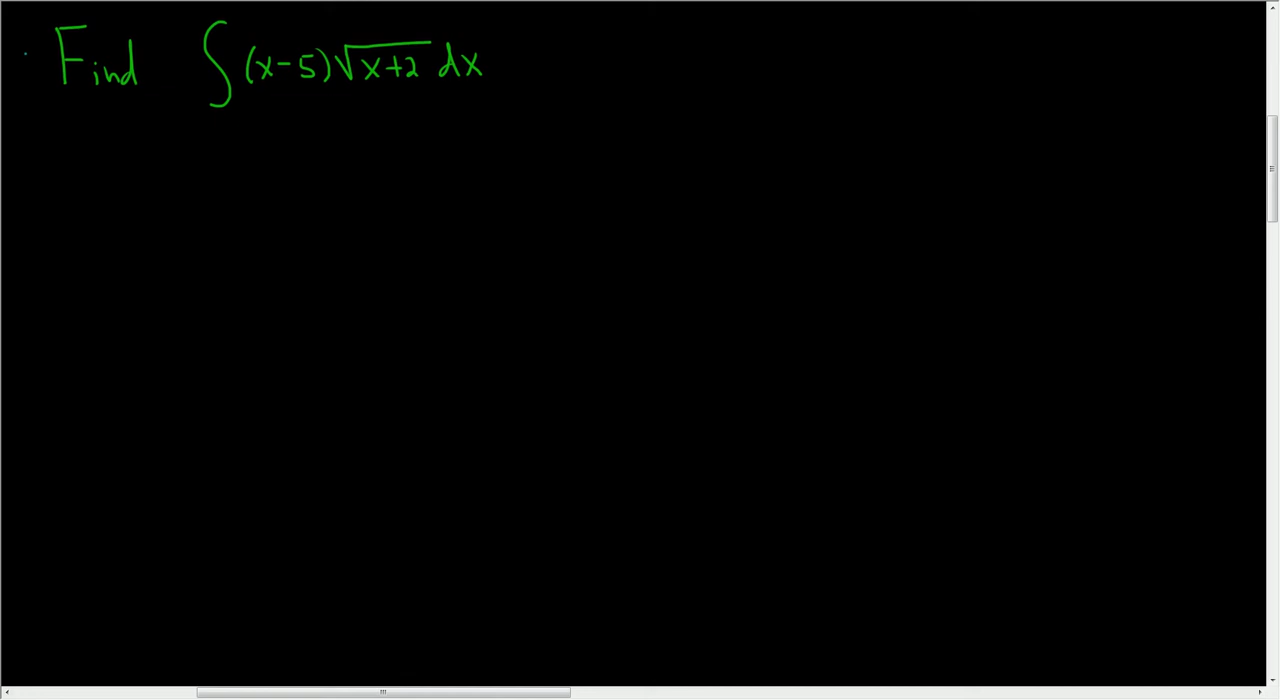 Find ∫(x-5)√(x+2) dx